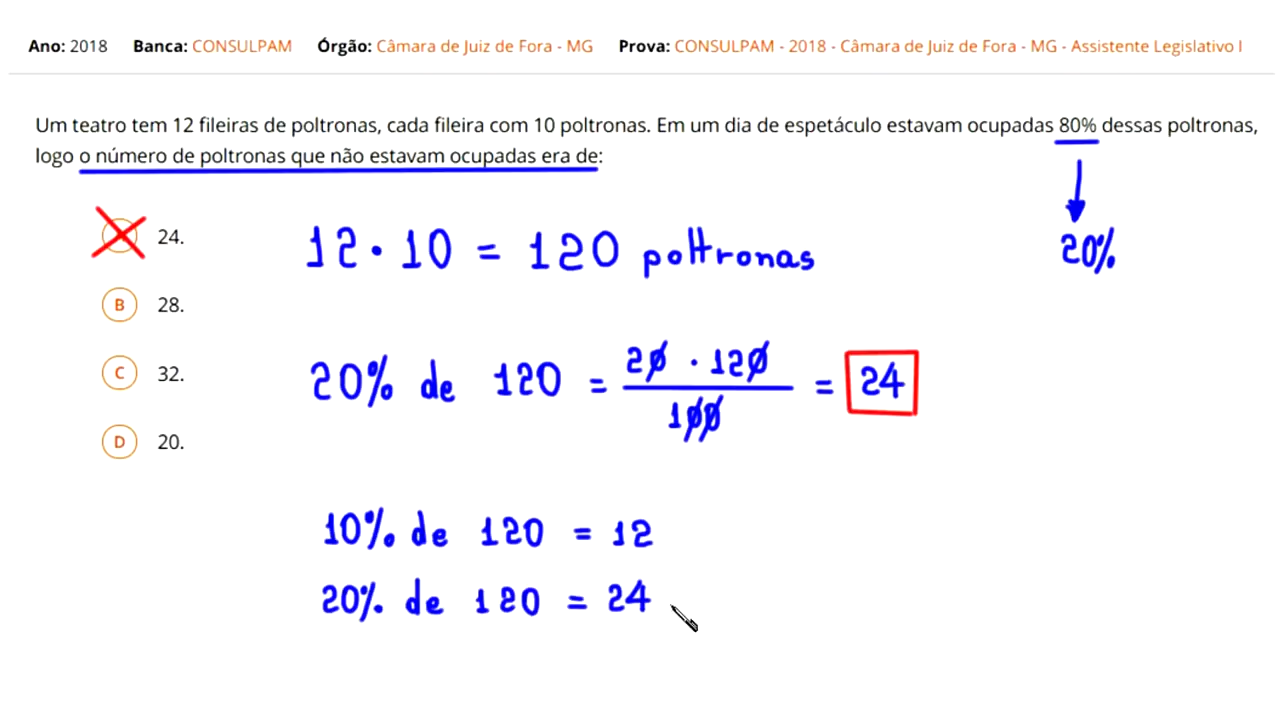 Ano: 2018 Banca: CONSULPAM Órgão: Câmara de Juiz de Fora - MG Prova: CONSULPAM - 2018 - Câmara de Juiz de Fora - MG - Assistente Legislativo I
Um teatro tem 12 fileiras de poltronas, cada fileira com 10 poltronas. Em um dia de espetáculo estavam ocupadas 80% dessas poltronas,
logo o número de poltronas que não estavam ocupadas era de:
20%
24.
12 · 10 = 120 poltronas
B 28.
C 32.
20% de 120 = 20 · 120 / 100 = 24
D 20.
10% de 120 = 12
20% de 120 = 24